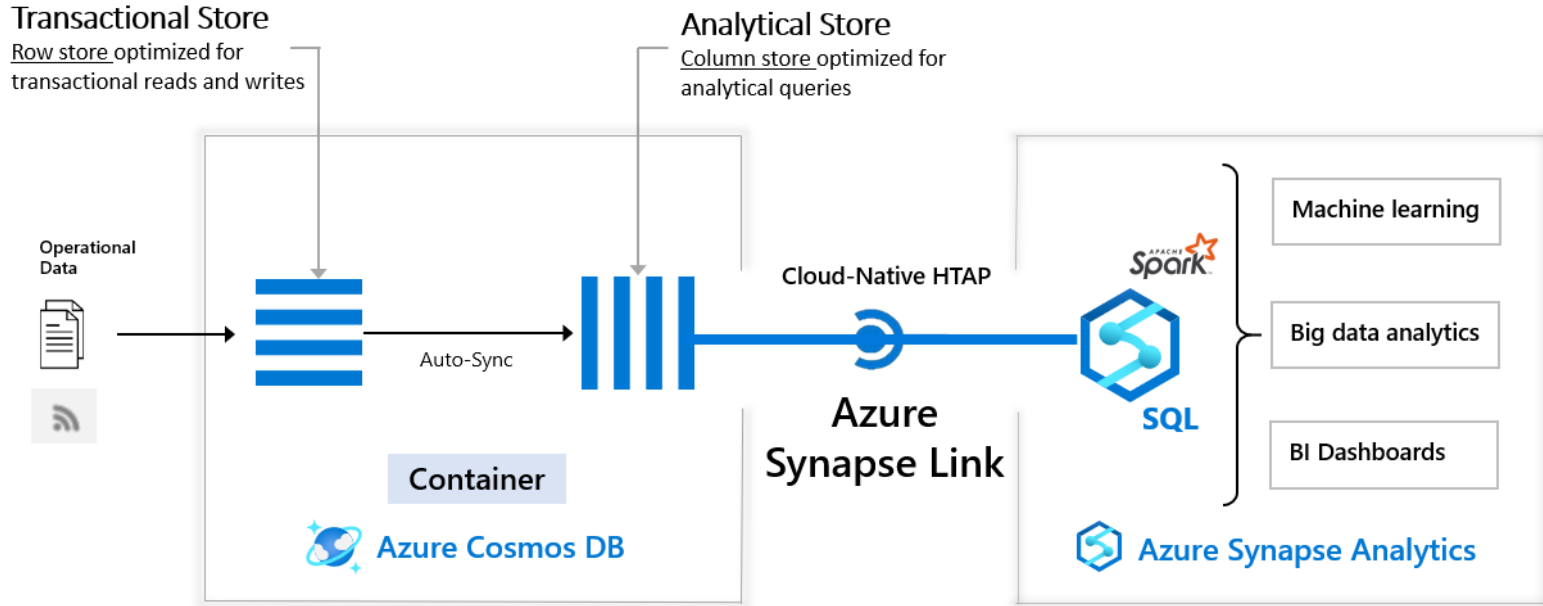 Transactional Store
Row store optimized for
transactional reads and writes
Analytical Store
Column store optimized for
analytical queries
Operational
Data
Auto-Sync
Container
Azure Cosmos DB
Cloud-Native HTAP
Azure
Synapse Link
APACHE
Spark
SQL
Machine learning
Big data analytics
BI Dashboards
Azure Synapse Analytics